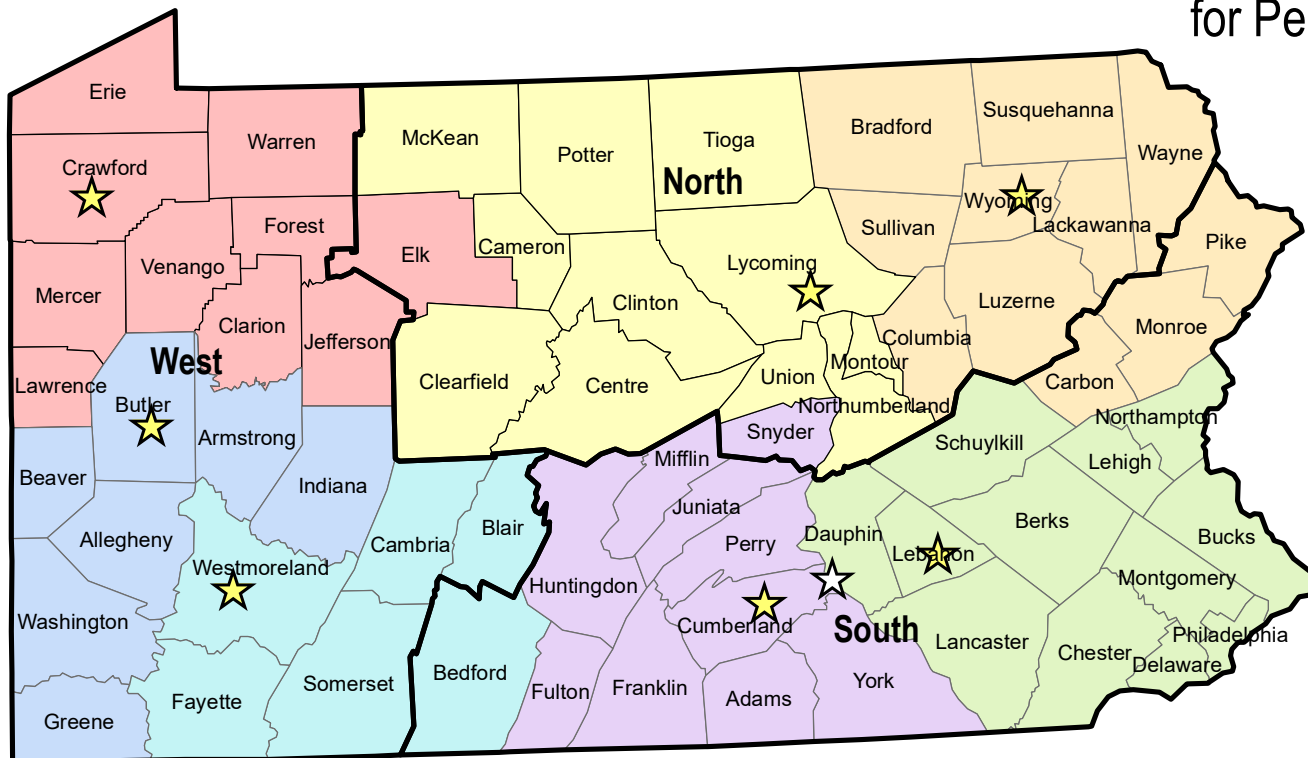 for Pe
Erie
Warren
McKean
Potter
Tioga
Bradford
Susquehanna
Wayne
Crawford
North
Wyoming
Lackawanna
Forest
Elk
Cameron
Sullivan
Pike
Venango
Lycoming
Mercer
Clinton
Luzerne
Clarion
Jefferson
Columbia
Monroe
West
Montour
Lawrence
Clearfield
Centre
Union
Carbon
Butler
Northumberland
Northampton
Armstrong
Snyder
Schuylkill
Mifflin
Lehigh
Beaver
Indiana
Juniata
Berks
Allegheny
Cambria
Blair
Perry
Dauphin
Lebanon
Bucks
Westmoreland
Huntingdon
Montgomery
Washington
Cumberland
South
Lancaster
Philadelphia
Chester
Delaware
Bedford
Somerset
Fulton
Franklin
York
Fayette
Adams
Greene